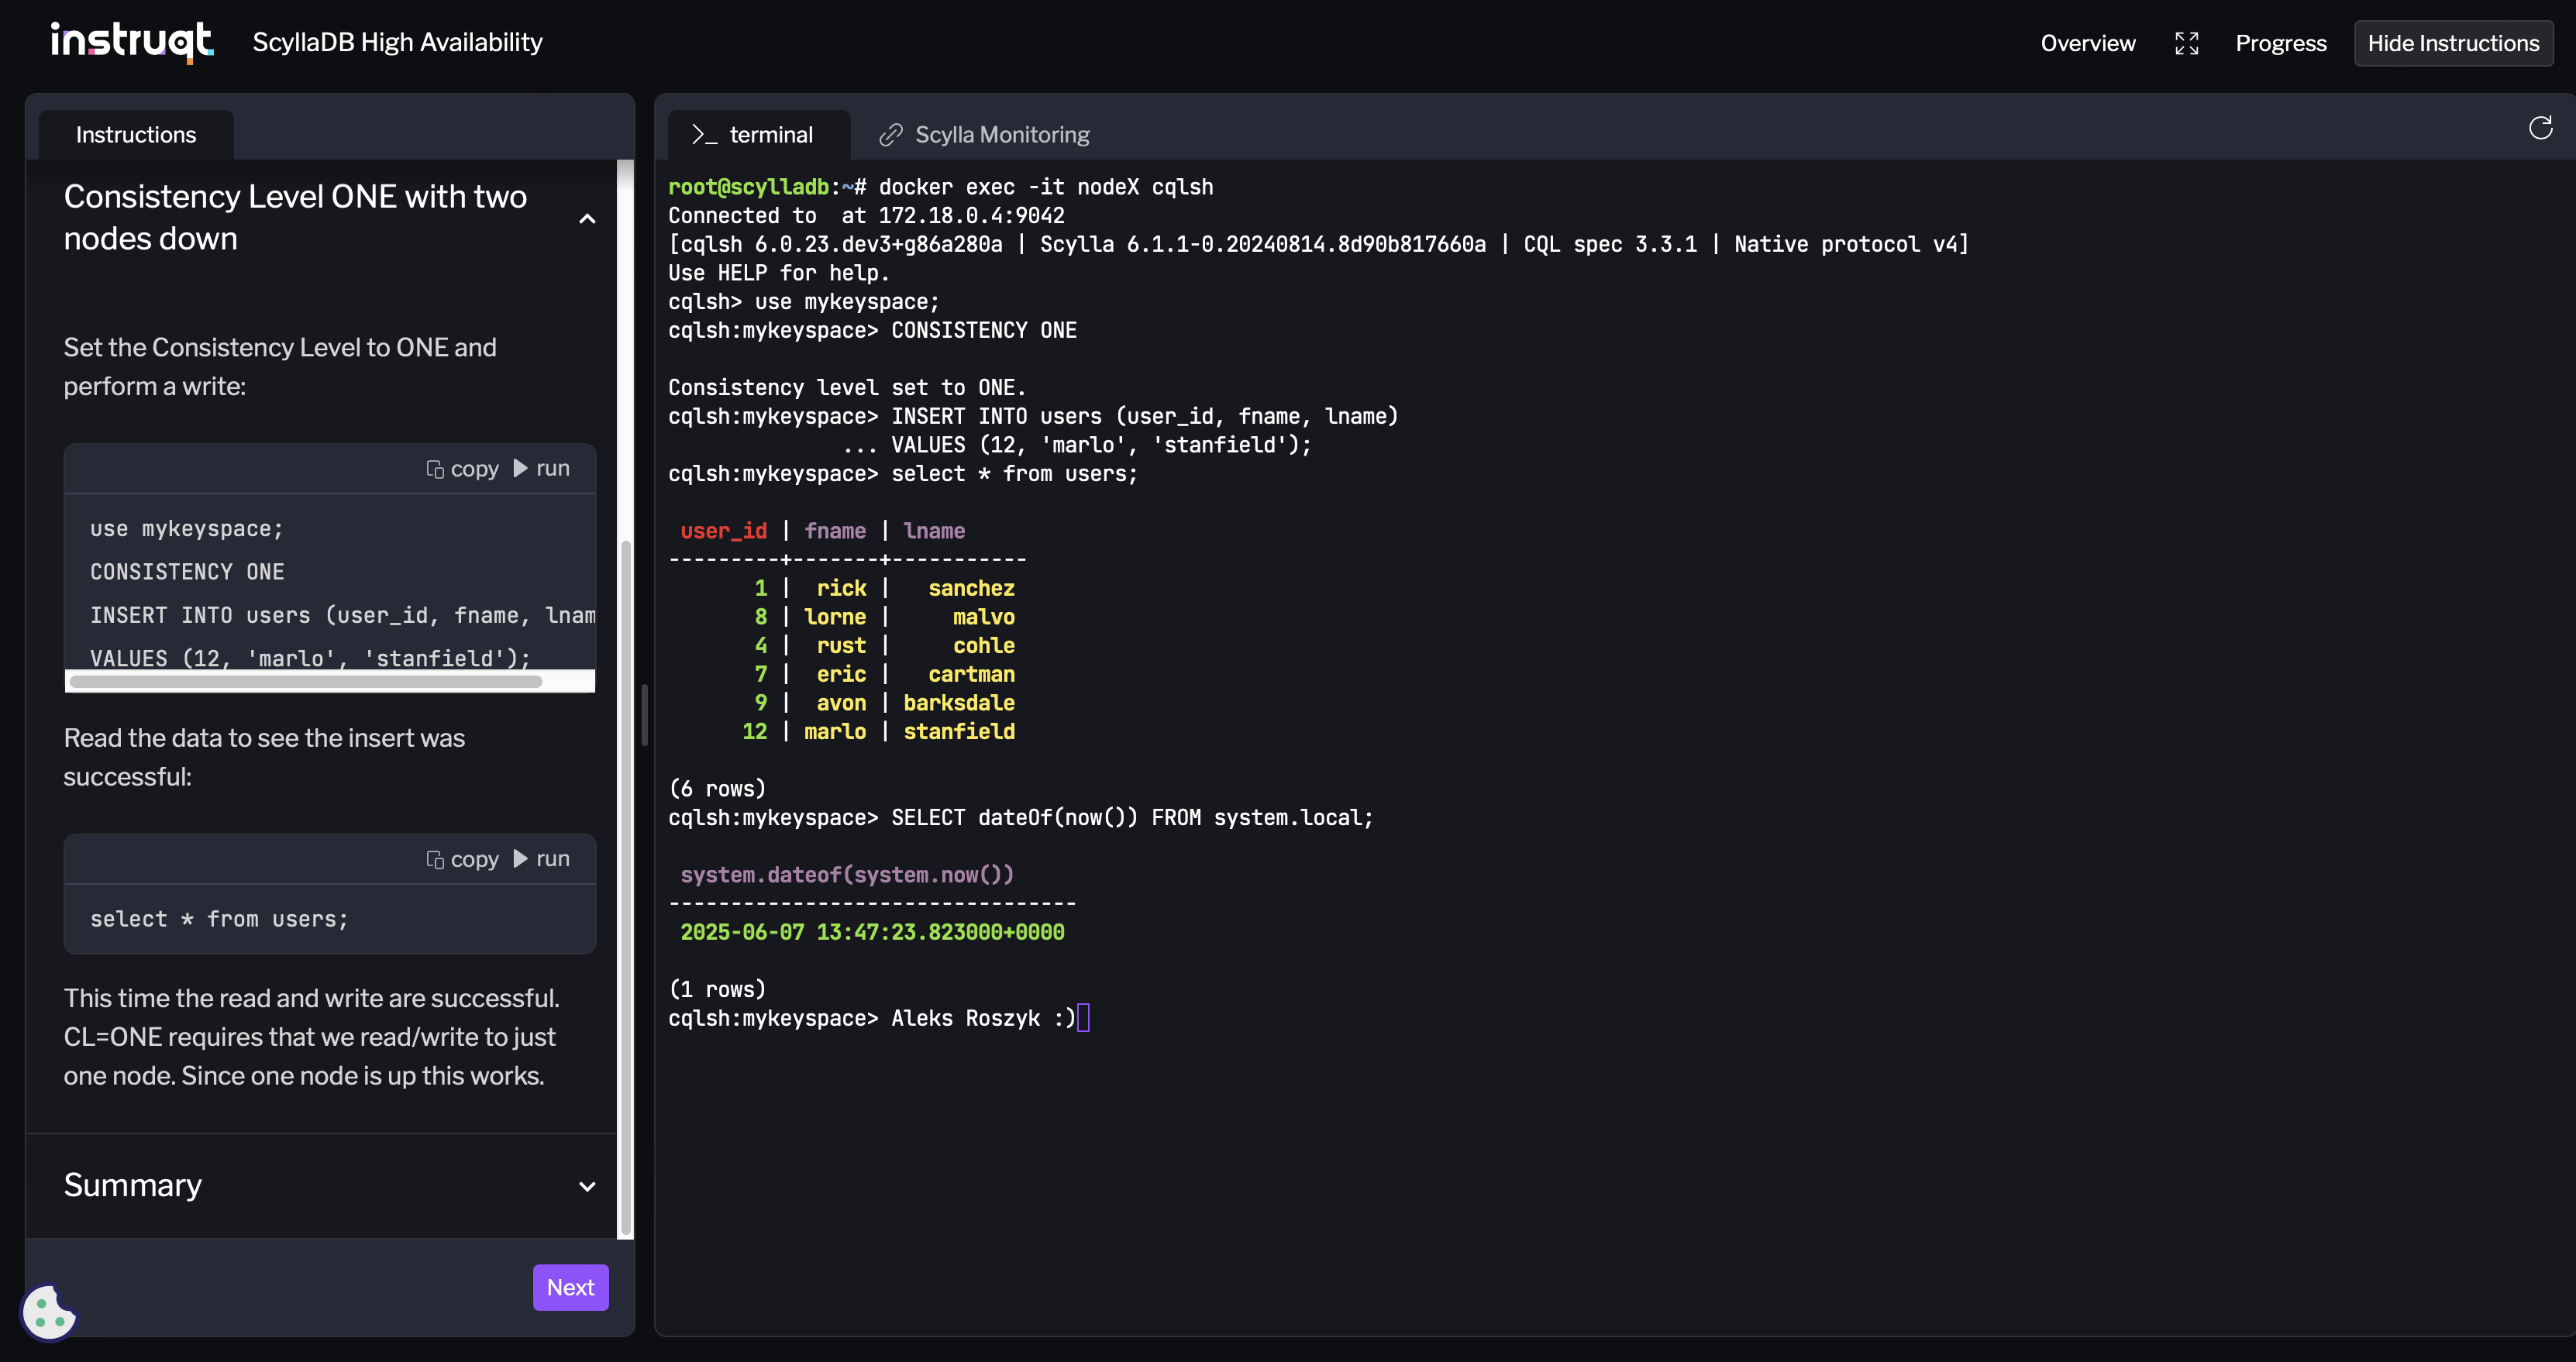 instruqt
ScyllaDB High Availability
Overview
Progress
Hide Instructions
Instructions
Consistency Level ONE with two
nodes down
Set the Consistency Level to ONE and
perform a write:
copy run
use mykeyspace;
CONSISTENCY ONE
INSERT INTO users (user_id, fname, lnam
VALUES (12, 'marlo', 'stanfield');
Read the data to see the insert was
successful:
copy run
select * from users;
This time the read and write are successful.
CL=ONE requires that we read/write to just
one node. Since one node is up this works.
Summary
Next
>_ terminal
Scylla Monitoring
root@scylladb:~# docker exec -it nodeX cqlsh
Connected to  at 172.18.0.4:9042
[cqlsh 6.0.23.dev3+g86a280a | Scylla 6.1.1-0.20240814.8d90b817660a | CQL spec 3.3.1 | Native protocol v4]
Use HELP for help.
cqlsh> use mykeyspace;
cqlsh:mykeyspace> CONSISTENCY ONE
Consistency level set to ONE.
cqlsh:mykeyspace> INSERT INTO users (user_id, fname, lname)
              ... VALUES (12, 'marlo', 'stanfield');
cqlsh:mykeyspace> select * from users;
 user_id | fname | lname
---------+-------+-----------
       1 |  rick |   sanchez
       8 | lorne |     malvo
       4 |  rust |     cohle
       7 |  eric |   cartman
       9 |  avon | barksdale
      12 | marlo | stanfield
(6 rows)
cqlsh:mykeyspace> SELECT dateOf(now()) FROM system.local;
 system.dateof(system.now())
---------------------------------
 2025-06-07 13:47:23.823000+0000
(1 rows)
cqlsh:mykeyspace> Aleks Roszyk :)